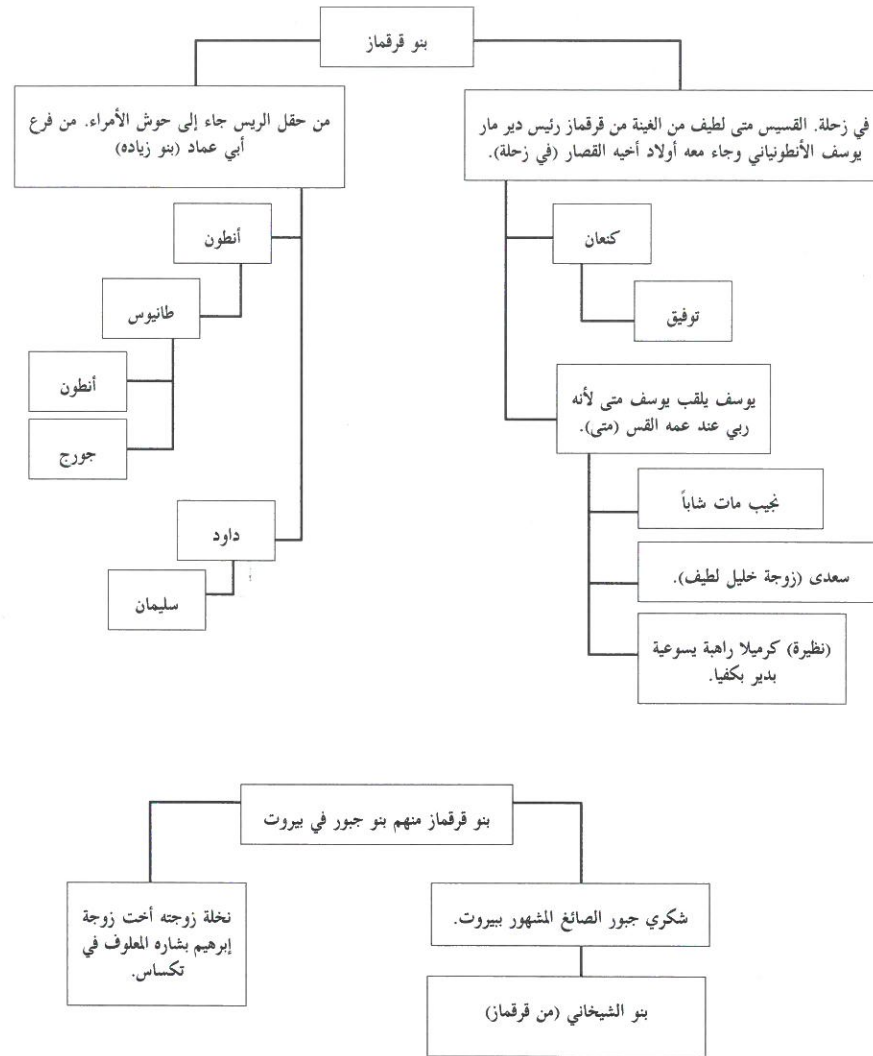 بنو قرقماز
في زحلة. القسيس متى لطيف من الغينة من قرقماز رئيس دير مار
يوسف الأنطونياني وجاء معه أولاد أخيه القصار (في زحلة).
كنعان
توفيق
يوسف يلقب يوسف متى لأنه
ربي عند عمه القس (متى).
نجيب مات شاباً
سعدى (زوجة خليل لطيف).
(نظيرة) كرميلا راهبة يسوعية
بدير بكفيا.
من حقل الريس جاء إلى حوش الأمراء. من فرع
أبي عماد (بنو زياده)
أنطون
طانيوس
أنطون
جورج
داود
سليمان
بنو قرقماز منهم بنو جبور في بيروت
شكري جبور الصائغ المشهور ببيروت.
بنو الشيخاني (من قرقماز)
نخلة زوجته أخت زوجة
إبرهيم بشاره المعلوف في
تكساس.